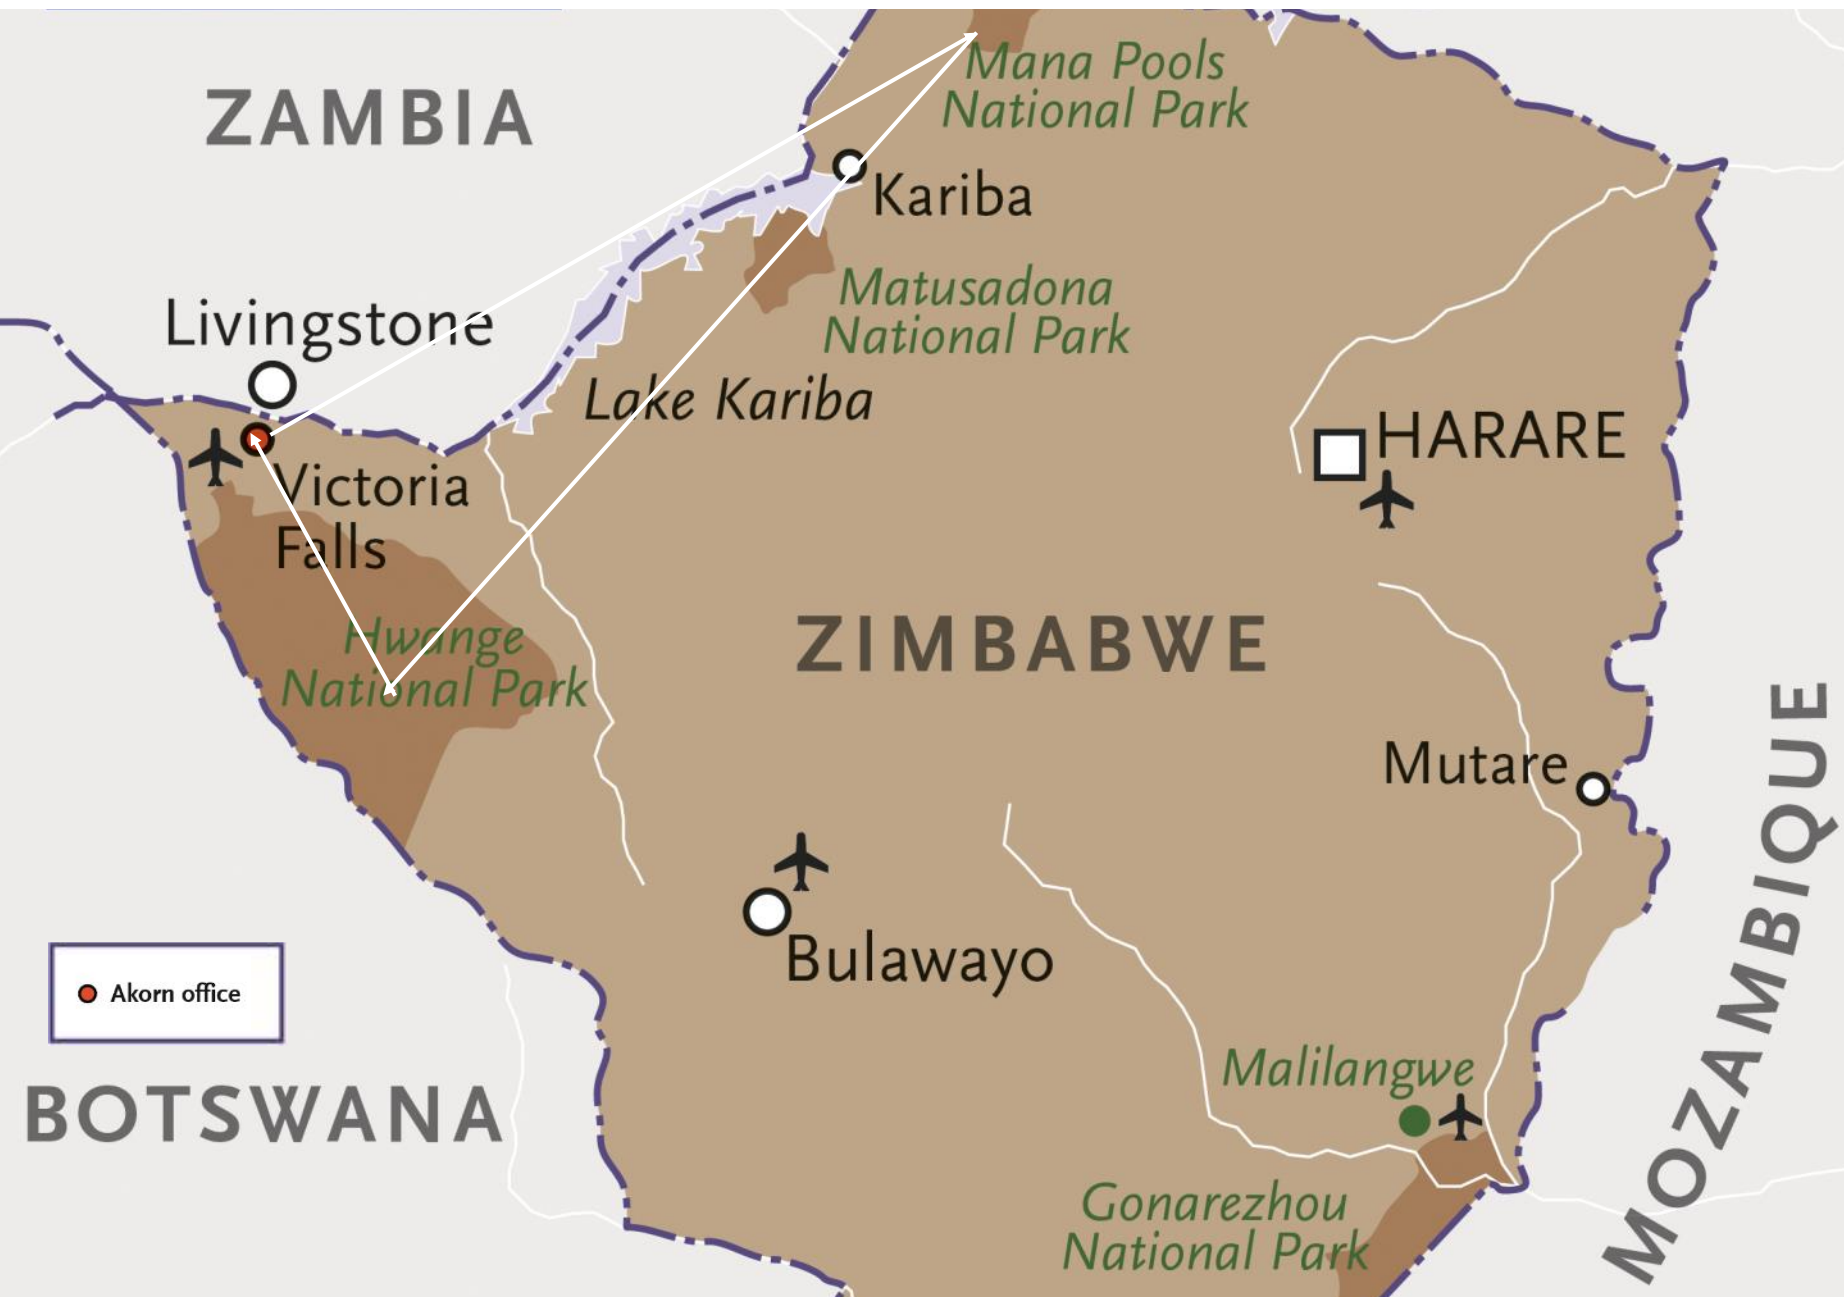 Mana Pools
National Park
ZAMBIA
Kariba
Matusadona
National Park
Livingstone
Lake Kariba
HARARE
Victoria
Falls
Hwange
National Park
ZIMBABWE
Mutare
MOZAMBIQUE
Bulawayo
Akorn office
BOTSWANA
Malilangwe
Gonarezhou
National Park